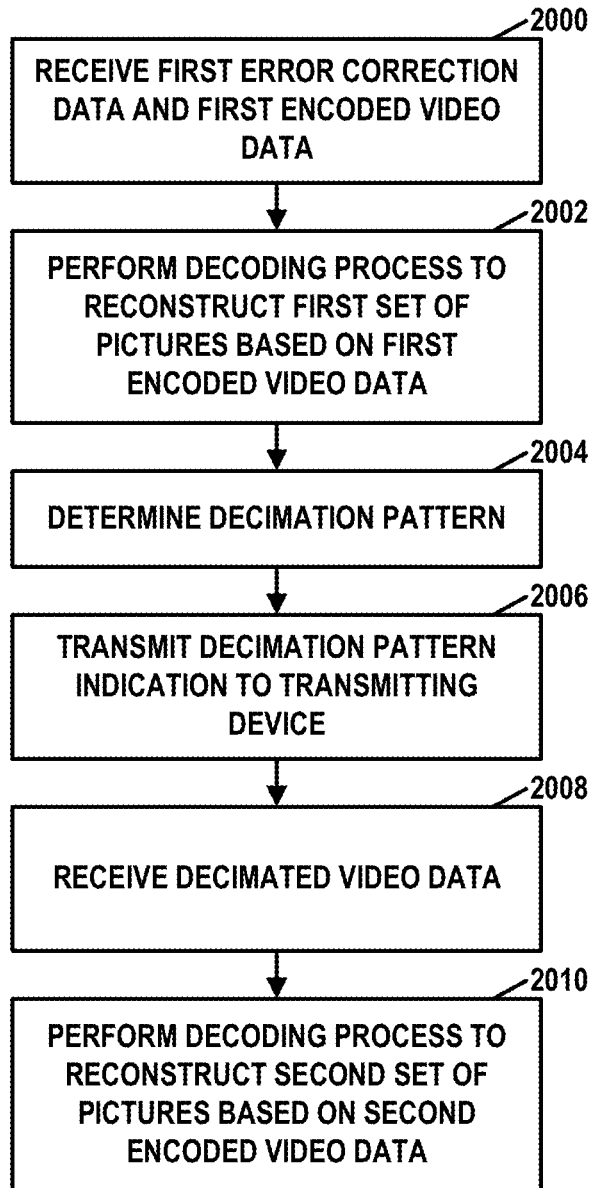 2000
RECEIVE FIRST ERROR CORRECTION
DATA AND FIRST ENCODED VIDEO
DATA
2002
PERFORM DECODING PROCESS TO
RECONSTRUCT FIRST SET OF
PICTURES BASED ON FIRST
ENCODED VIDEO DATA
2004
DETERMINE DECIMATION PATTERN
2006
TRANSMIT DECIMATION PATTERN
INDICATION TO TRANSMITTING
DEVICE
2008
RECEIVE DECIMATED VIDEO DATA
2010
PERFORM DECODING PROCESS TO
RECONSTRUCT SECOND SET OF
PICTURES BASED ON SECOND
ENCODED VIDEO DATA